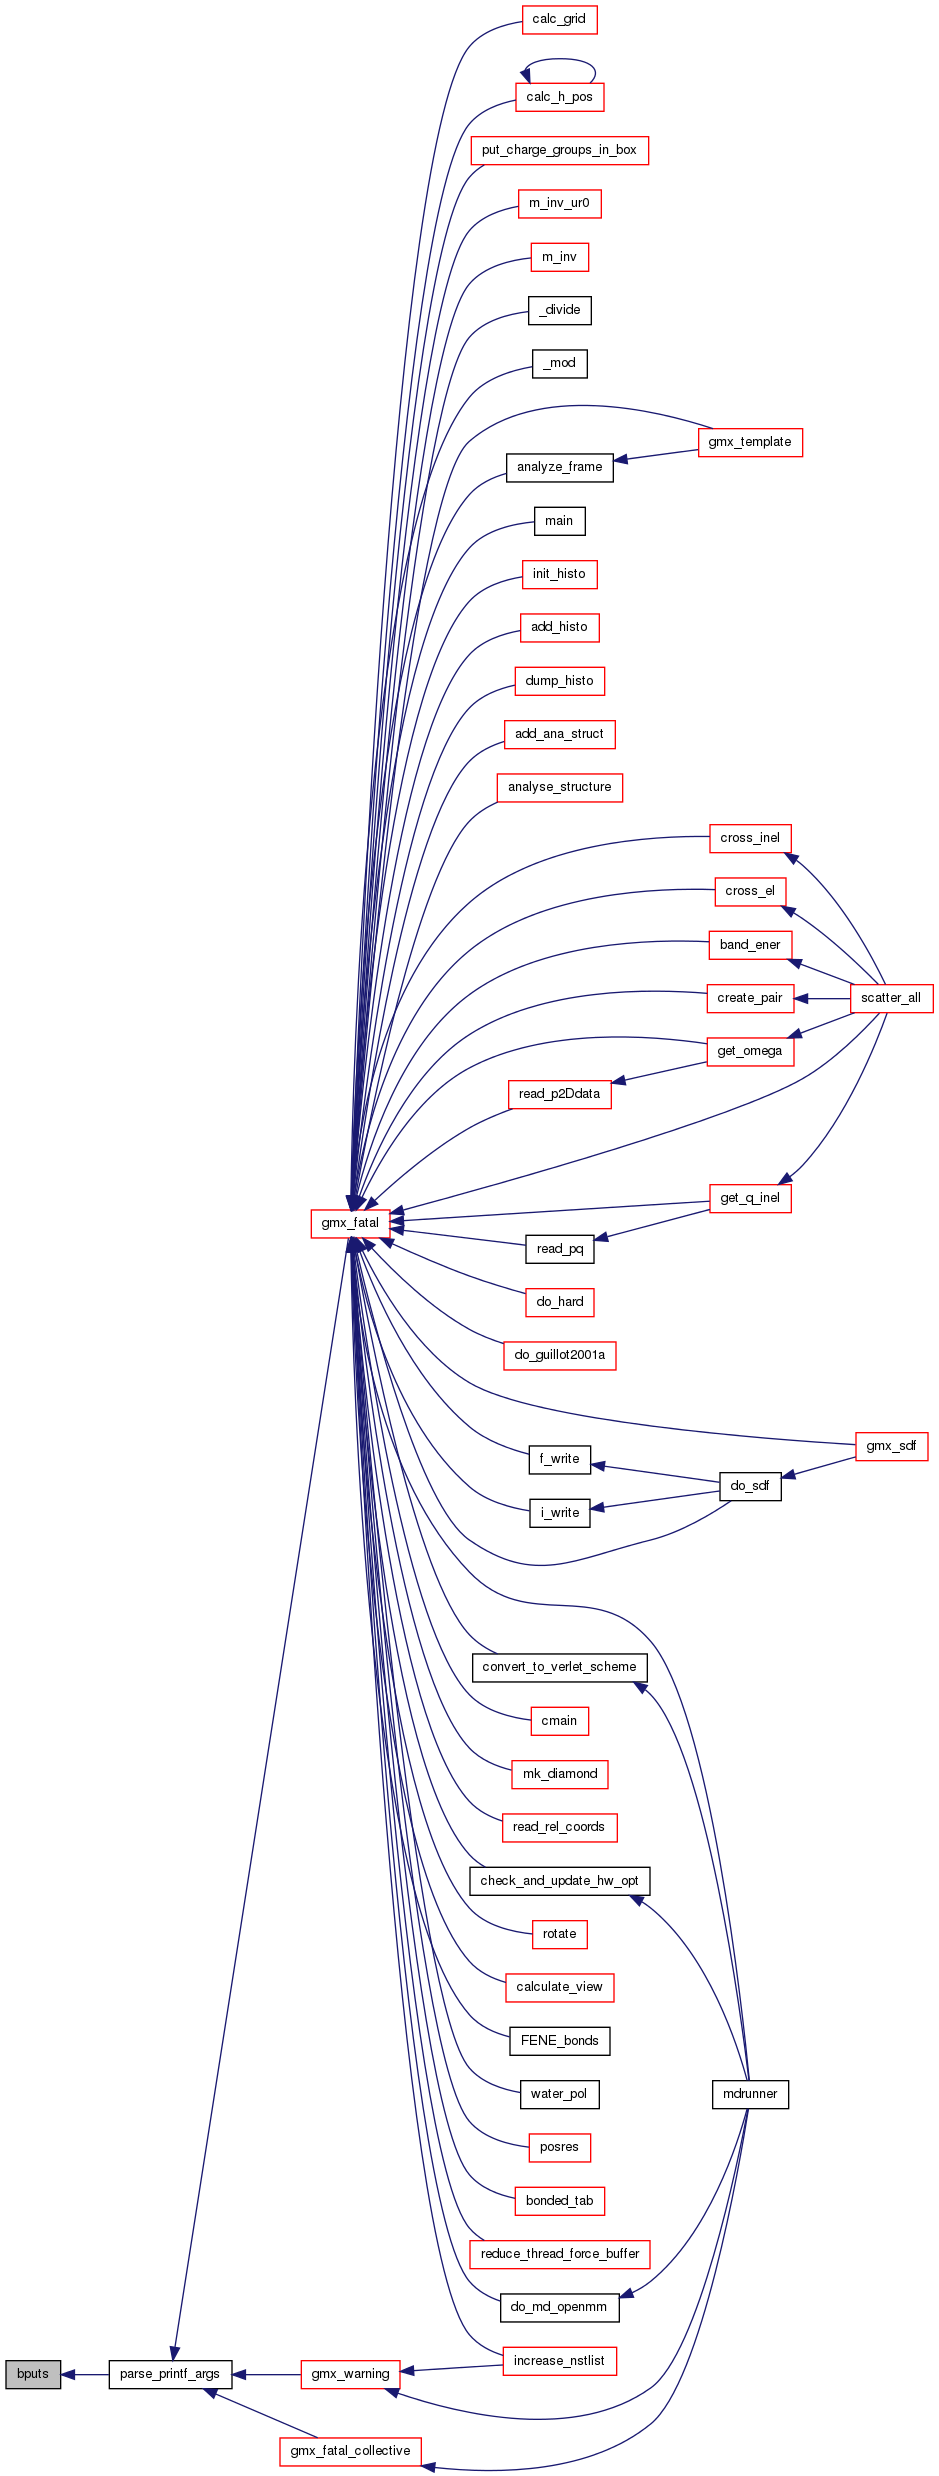 calc_grid
calc_h_pos
put_charge_groups_in_box
m_inv_ur0
m_inv
_divide
_mod
gmx_template
analyze_frame
main
init_histo
add_histo
dump_histo
add_ana_struct
analyse_structure
cross_inel
cross_el
band_ener
create_pair
scatter_all
get_omega
read_p2Ddata
get_q_inel
gmx_fatal
read_pq
do_hard
do_guillot2001a
gmx_sdf
f_write
do_sdf
i_write
convert_to_verlet_scheme
cmain
mk_diamond
read_rel_coords
check_and_update_hw_opt
rotate
calculate_view
FENE_bonds
water_pol
mdrunner
posres
bonded_tab
reduce_thread_force_buffer
do_md_openmm
increase_nstlist
bputs
parse_printf_args
gmx_warning
gmx_fatal_collective